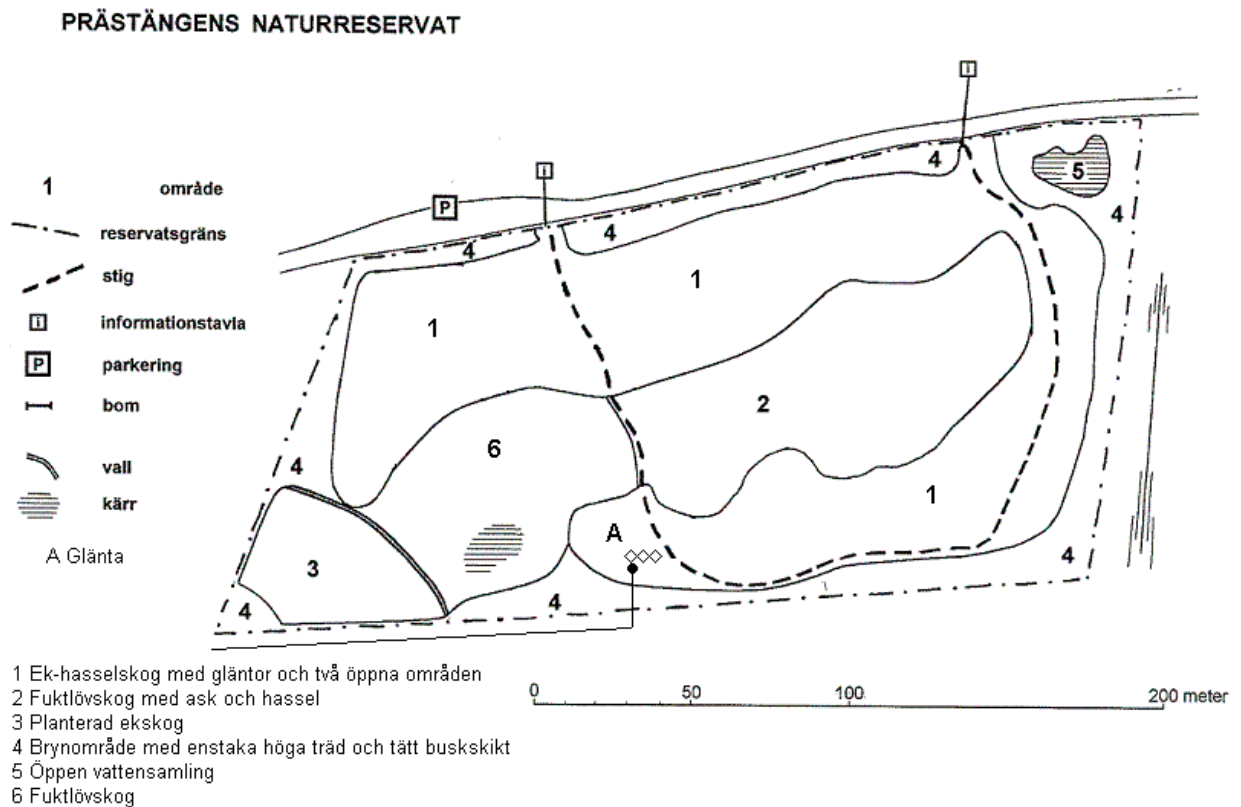 PRÄSTÄNGENS NATURRESERVAT
i
i
4
5
1 område
P
4
4
4
reservatsgräns
4
stig
1
i informationstavla
1
P parkering
bom
2
6
vall
4
1
kärr
A
A Glänta
3
4
4
4
1 Ek-hasselskog med gläntor och två öppna områden
0 50 100 200 meter
2 Fuktlövskog med ask och hassel
3 Planterad ekskog
4 Brynområde med enstaka höga träd och tätt buskskikt
5 Öppen vattensamling
6 Fuktlövskog